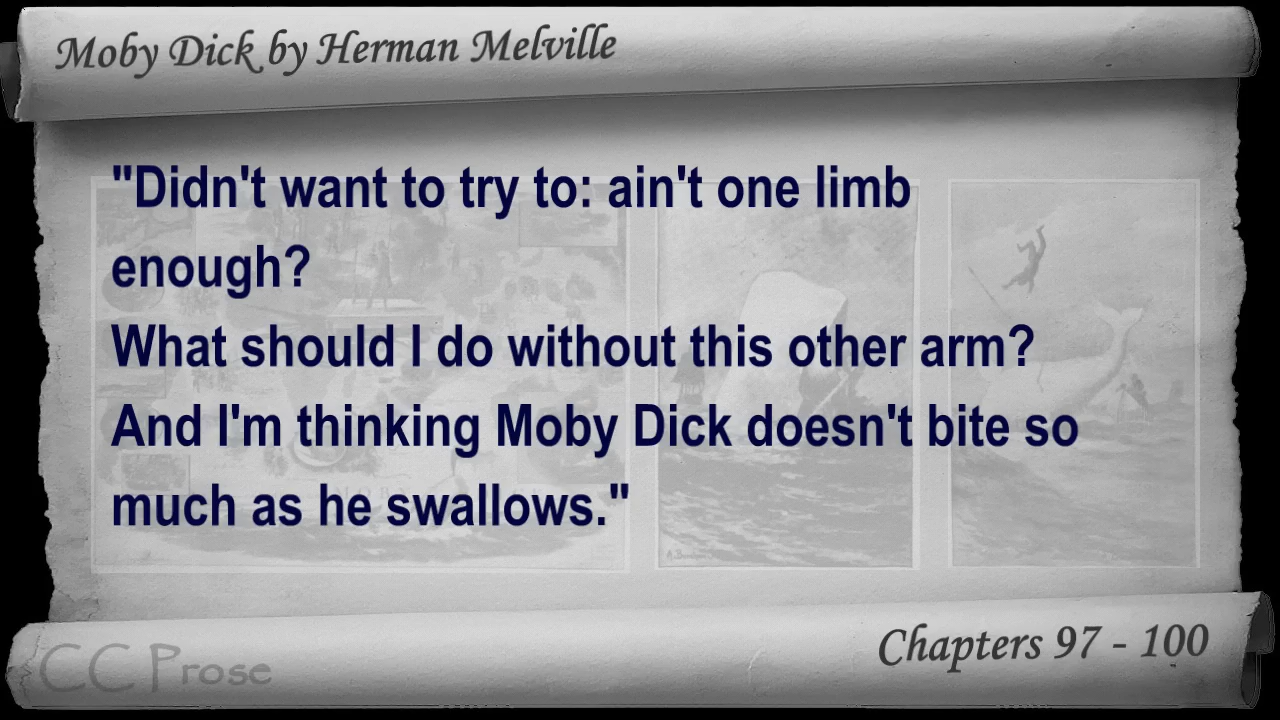 Moby Dick by Herman Melville
"Didn't want to try to: ain't one limb
enough?
What should I do without this other arm?
And I'm thinking Moby Dick doesn't bite so
much as he swallows."
Chapters 97 - 100
CC Prose